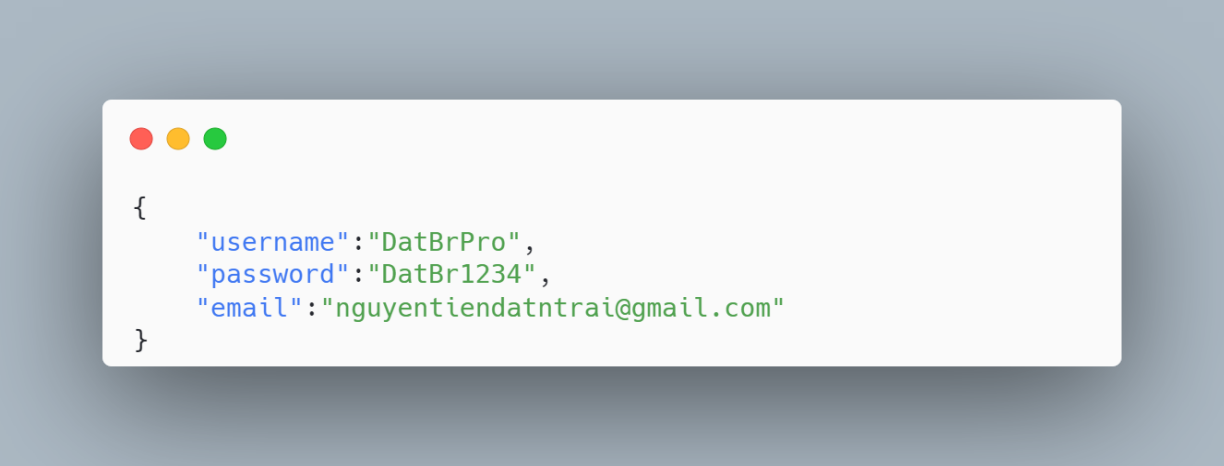 {
    "username":"DatBrPro",
    "password":"DatBr1234",
    "email":"nguyentiendatntrai@gmail.com"
}